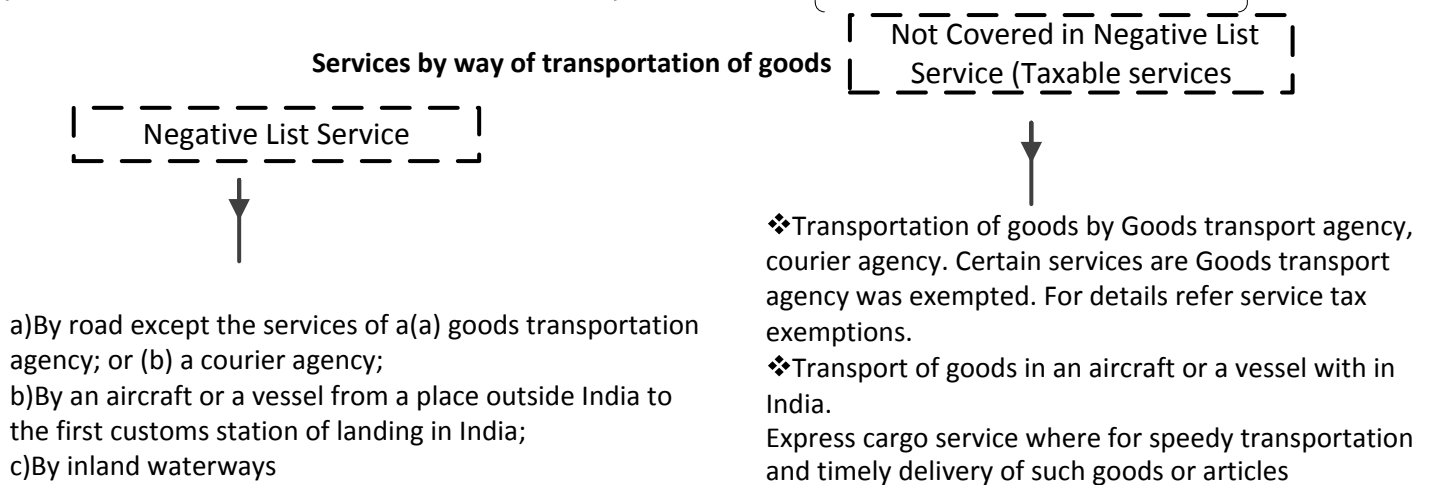 Services by way of transportation of goods
Not Covered in Negative List
Service (Taxable services
Negative List Service
a)By road except the services of a(a) goods transportation
agency; or (b) a courier agency;
b)By an aircraft or a vessel from a place outside India to
the first customs station of landing in India;
c)By inland waterways
❖Transportation of goods by Goods transport agency,
courier agency. Certain services are Goods transport
agency was exempted. For details refer service tax
exemptions.
❖Transport of goods in an aircraft or a vessel with in
India.
Express cargo service where for speedy transportation
and timely delivery of such goods or articles